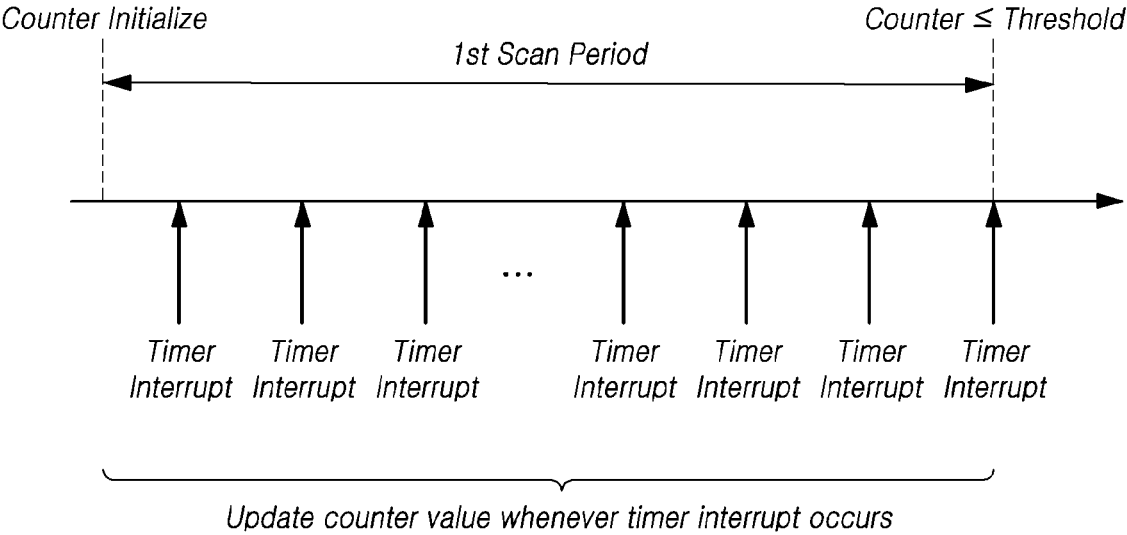 Counter Initialize
Counter ≤ Threshold
1st Scan Period
...
Timer Interrupt
Timer Interrupt
Timer Interrupt
Timer Interrupt
Timer Interrupt
Timer Interrupt
Timer Interrupt
Update counter value whenever timer interrupt occurs